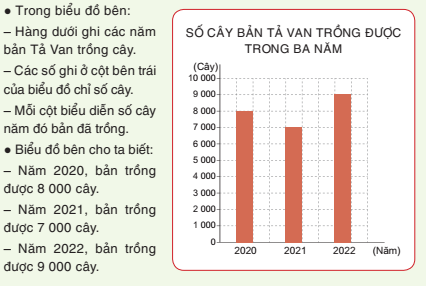 ● Trong biểu đồ bên:
– Hàng dưới ghi các năm
bản Tả Van trồng cây.
– Các số ghi ở cột bên trái
của biểu đồ chỉ số cây.
– Mỗi cột biểu diễn số cây
năm đó bản đã trồng.
● Biểu đồ bên cho ta biết:
– Năm 2020, bản trồng
được 8 000 cây.
– Năm 2021, bản trồng
được 7 000 cây.
– Năm 2022, bản trồng
được 9 000 cây.
SỐ CÂY BẢN TẢ VAN TRỒNG ĐƯỢC
TRONG BA NĂM
(Cây)
10 000
9 000
8 000
7 000
6 000
5 000
4 000
3 000
2 000
1 000
0
2020 2021 2022 (Năm)